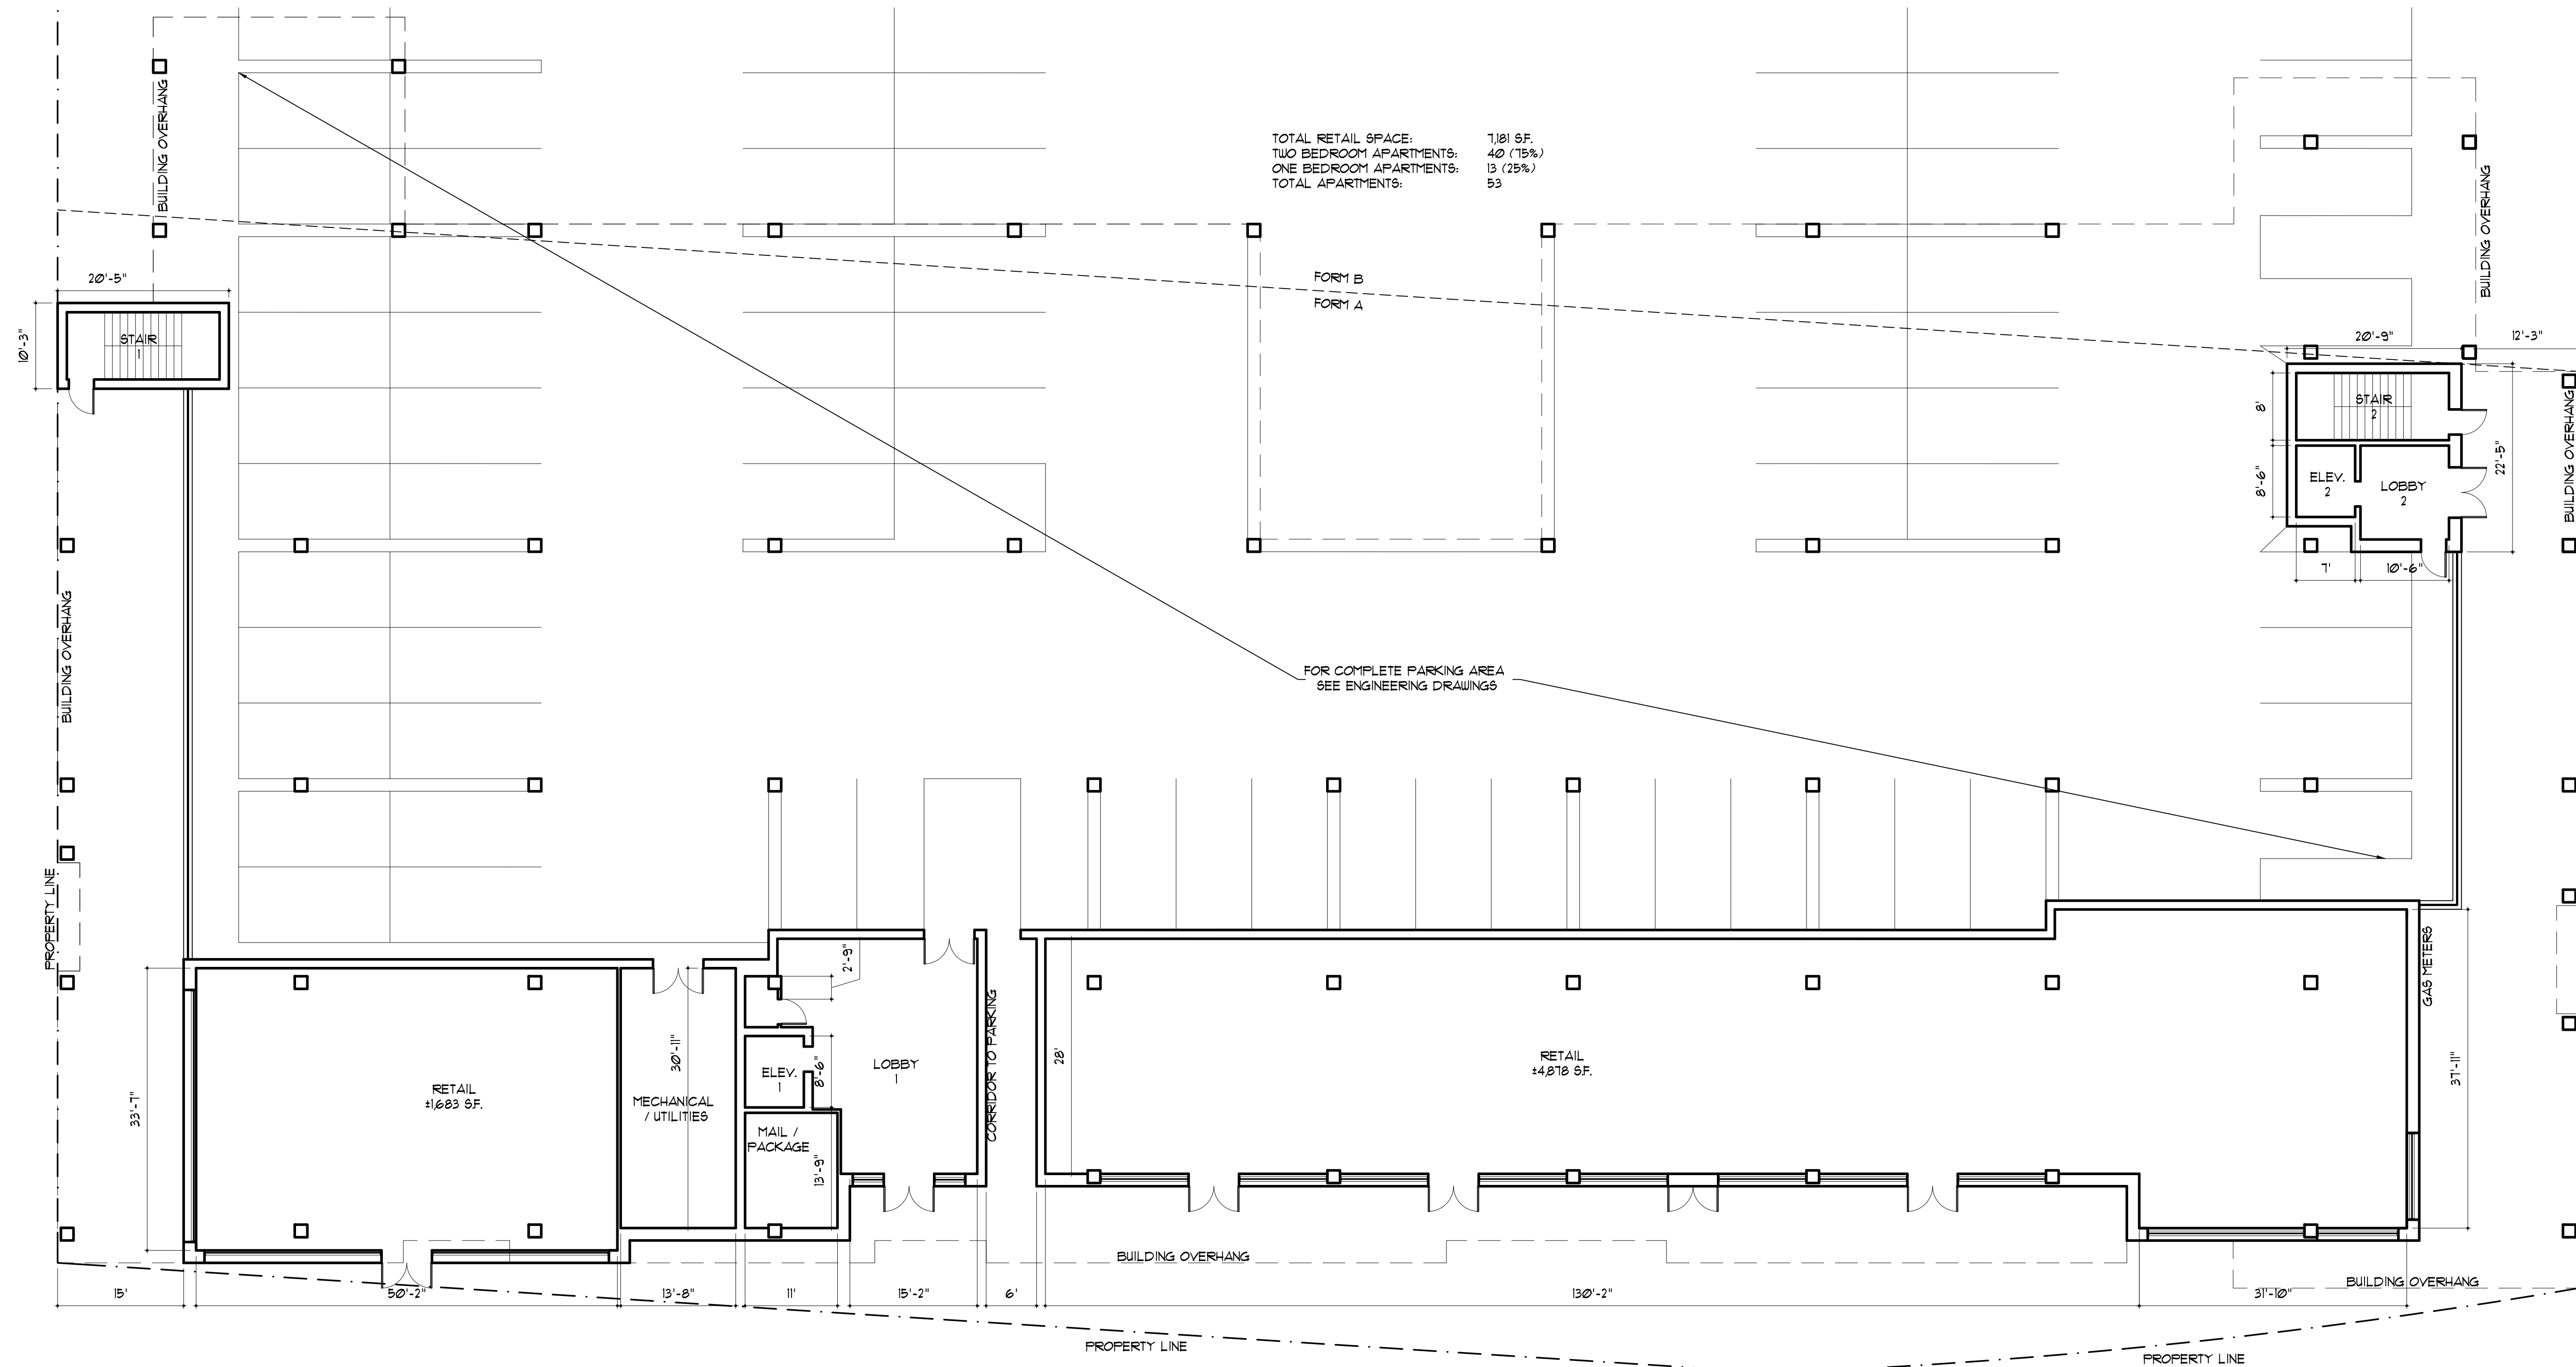 BUILDING OVERHANG
TOTAL RETAIL SPACE: 7,181 S.F.
TWO BEDROOM APARTMENTS: 40 (75%)
ONE BEDROOM APARTMENTS: 13 (25%)
TOTAL APARTMENTS: 53
BUILDING OVERHANG
FORM B
FORM A
20'-5"
10'-3"
STAIR
1
20'-9"
12'-3"
STAIR
2
8'
8'-6"
ELEV.
2
LOBBY
2
22'-5"
BUILDING OVERHANG
7'
10'-6"
BUILDING OVERHANG
FOR COMPLETE PARKING AREA
SEE ENGINEERING DRAWINGS
PROPERTY LINE
2'-9"
GAS METERS
CORRIDOR TO PARKING
30'-11"
28'
33'-7"
RETAIL
±1,683 S.F.
MECHANICAL
/ UTILITIES
ELEV.
1
8'-6"
LOBBY
1
MAIL /
PACKAGE
13'-9"
RETAIL
±4,878 S.F.
37'-11"
BUILDING OVERHANG
BUILDING OVERHANG
15'
50'-2"
13'-8"
11'
15'-2"
6'
130'-2"
31'-10"
PROPERTY LINE
PROPERTY LINE